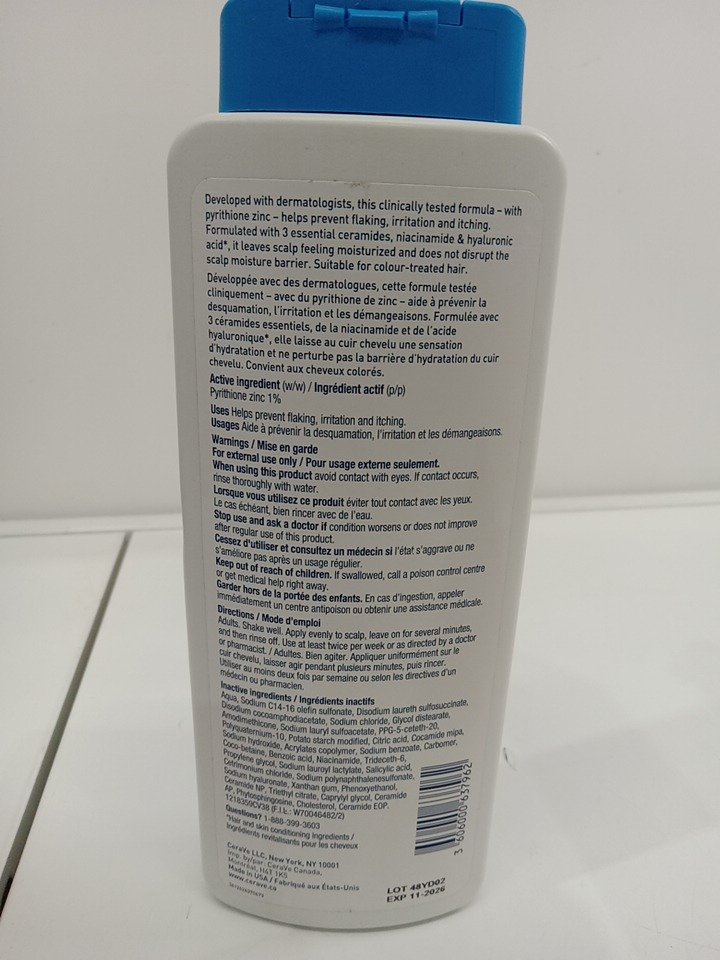 Developed with dermatologists, this clinically tested formula – with
pyrithione zinc – helps prevent flaking, irritation and itching.
Formulated with 3 essential ceramides, niacinamide & hyaluronic
acid*, it leaves scalp feeling moisturized and does not disrupt the
scalp moisture barrier. Suitable for colour-treated hair.
Développée avec des dermatologues, cette formule testée
cliniquement – avec du pyrithione de zinc – aide à prévenir la
desquamation, l'irritation et les démangeaisons. Formulée avec
3 céramides essentiels, de la niacinamide et de l'acide
hyaluronique*, elle laisse au cuir chevelu une sensation
d'hydratation et ne perturbe pas la barrière d'hydratation du cuir
chevelu. Convient aux cheveux colorés.
Active ingredient (w/w) / Ingrédient actif (p/p)
Pyrithione zinc 1%
Uses Helps prevent flaking, irritation and itching.
Usages Aide à prévenir la desquamation, l'irritation et les démangeaisons.
Warnings / Mise en garde
For external use only / Pour usage externe seulement.
When using this product avoid contact with eyes. If contact occurs,
rinse thoroughly with water.
Lorsque vous utilisez ce produit éviter tout contact avec les yeux.
Le cas échéant, bien rincer avec de l'eau.
Stop use and ask a doctor if condition worsens or does not improve
after regular use of this product.
Cessez d'utiliser et consultez un médecin si l'état s'aggrave ou ne
s'améliore pas après un usage régulier.
Keep out of reach of children. If swallowed, call a poison control centre
or get medical help right away.
Garder hors de la portée des enfants. En cas d'ingestion, appeler
immédiatement un centre antipoison ou obtenir une assistance médicale.
Directions / Mode d'emploi
Adults. Shake well. Apply evenly to scalp, leave on for several minutes,
and then rinse off. Use at least twice per week or as directed by a doctor
or pharmacist. / Adultes. Bien agiter. Appliquer uniformément sur le
cuir chevelu, laisser agir pendant plusieurs minutes, puis rincer.
Utiliser au moins deux fois par semaine ou selon les directives d'un
médecin ou pharmacien.
Inactive ingredients / Ingrédients inactifs
Aqua, Sodium C14-16 olefin sulfonate, Disodium laureth sulfosuccinate,
Disodium cocoamphodiacetate, Sodium chloride, Glycol distearate,
Amodimethicone, Sodium lauryl sulfoacetate, PPG-5-ceteth-20,
Polyquaternium-10, Potato starch modified, Citric acid, Cocamide mipa,
Sodium hydroxide, Acrylates copolymer, Sodium benzoate, Carbomer,
Coco-betaine, Benzoic acid, Niacinamide, Trideceth-6,
Propylene glycol, Sodium lauroyl lactylate, Salicylic acid,
Cetrimonium chloride, Sodium polynaphthalenesulfonate,
Sodium hyaluronate, Xanthan gum, Phenoxyethanol,
Ceramide NP, Triethyl citrate, Caprylyl glycol, Ceramide EOP
AP, Phytosphingosine, Cholesterol, Ceramide EOP.
1218359CV38 (F.I.L.: W70046482/2)
Questions? 1-888-399-3603
*Hair and skin conditioning Ingredients /
Ingrédients revitalisants pour les cheveux
CeraVe LLC, New York, NY 10001
Imp. by/par: CeraVe Canada,
Montréal, H4T 1K5
Made in USA / Fabriqué aux États-Unis
www.cerave.ca
3 606000 637962
LOT 48YD02
EXP 11-2026